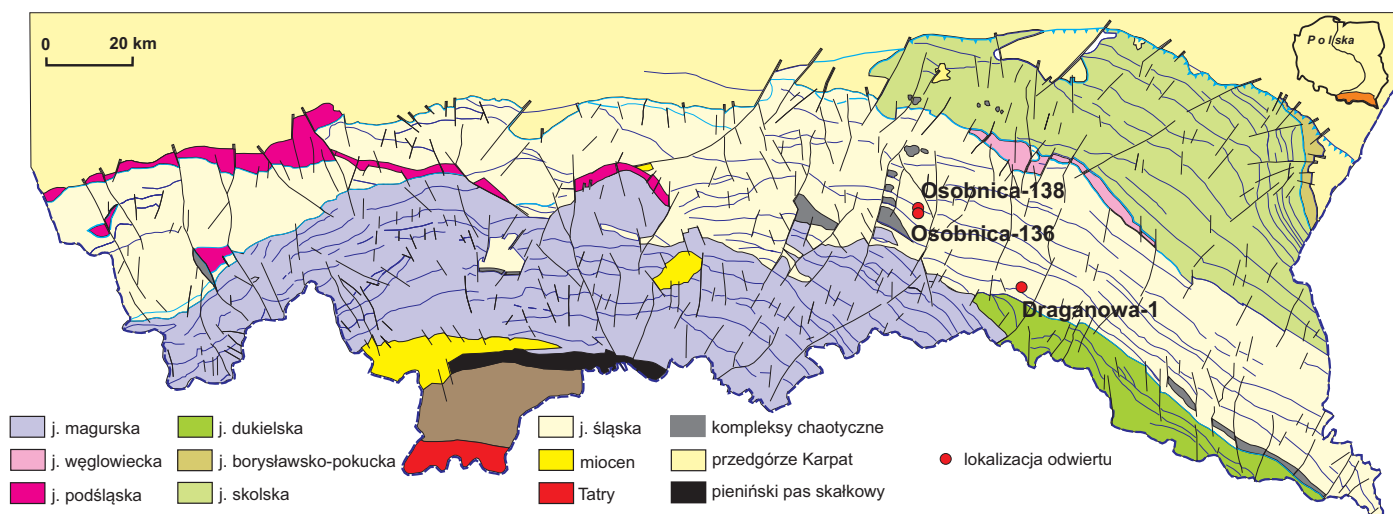 0 20 km
Polska
Osobnica-138
Osobnica-136
Draganowa-1
j. magurska
j. węglowiecka
j. podśląska
j. dukielska
j. borysławsko-pokucka
j. skolska
j. śląska
miocen
Tatry
kompleksy chaotyczne
przedgórze Karpat
pieniński pas skałkowy
lokalizacja odwiertu